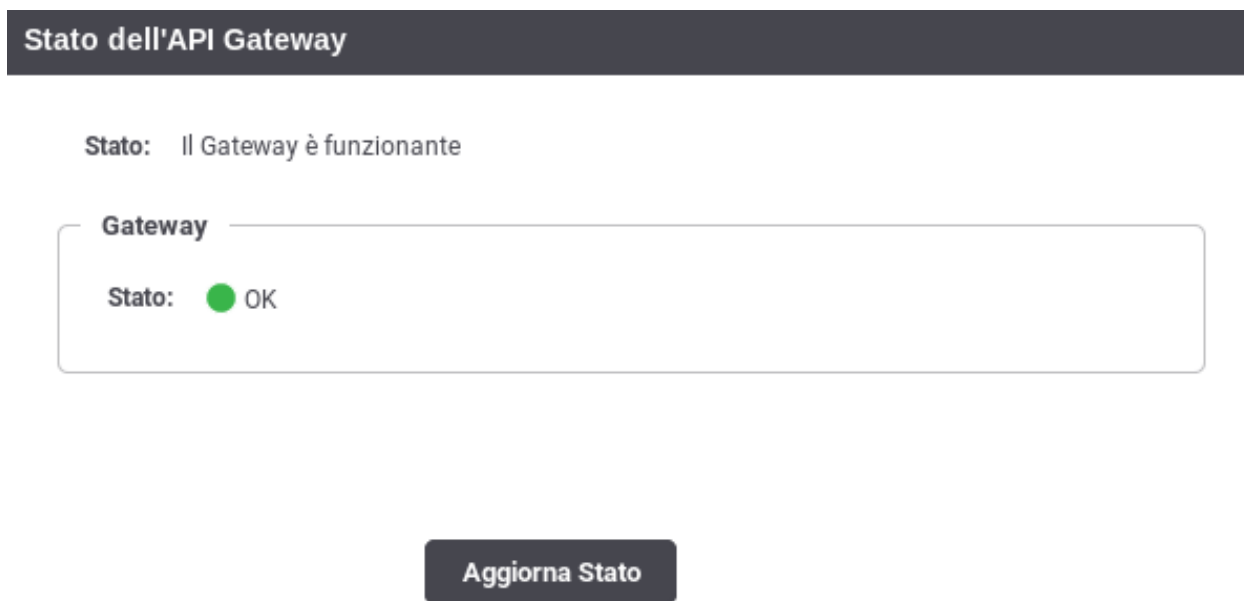 Stato dell'API Gateway
Stato: Il Gateway è funzionante
Gateway
Stato: OK
Aggiorna Stato